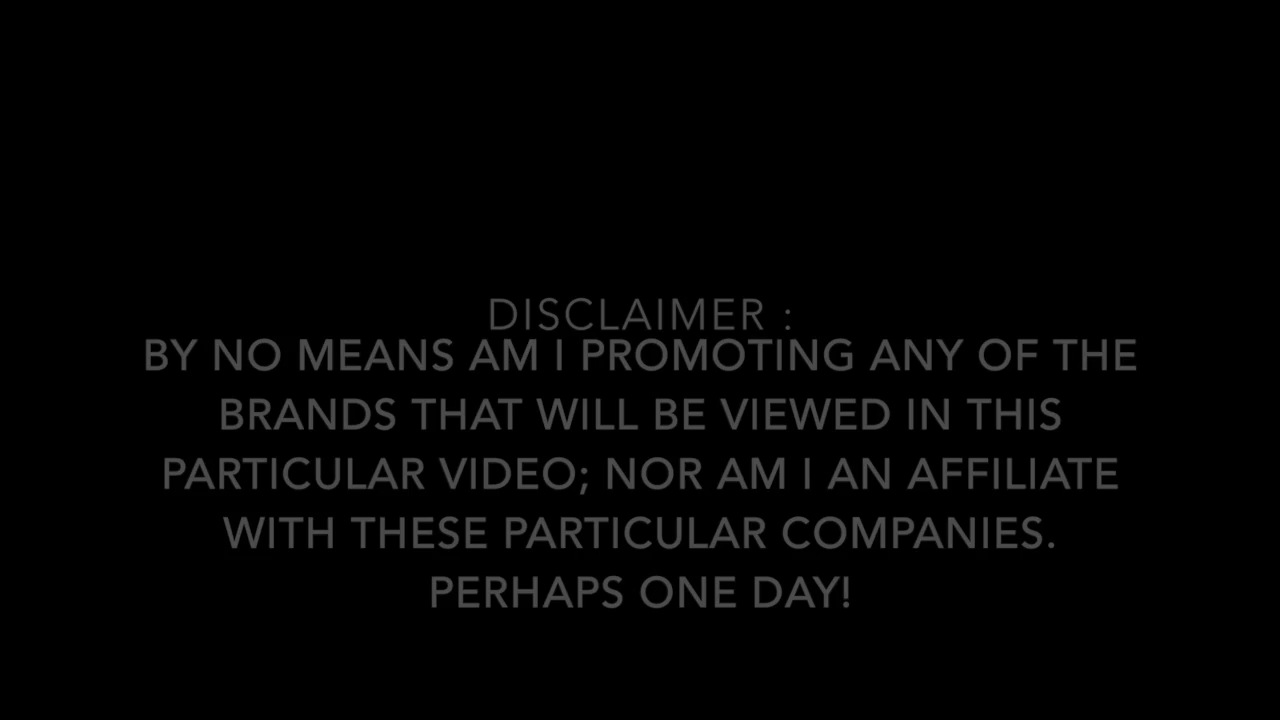 DISCLAIMER :
BY NO MEANS AM I PROMOTING ANY OF THE
BRANDS THAT WILL BE VIEWED IN THIS
PARTICULAR VIDEO; NOR AM I AN AFFILIATE
WITH THESE PARTICULAR COMPANIES.
PERHAPS ONE DAY!